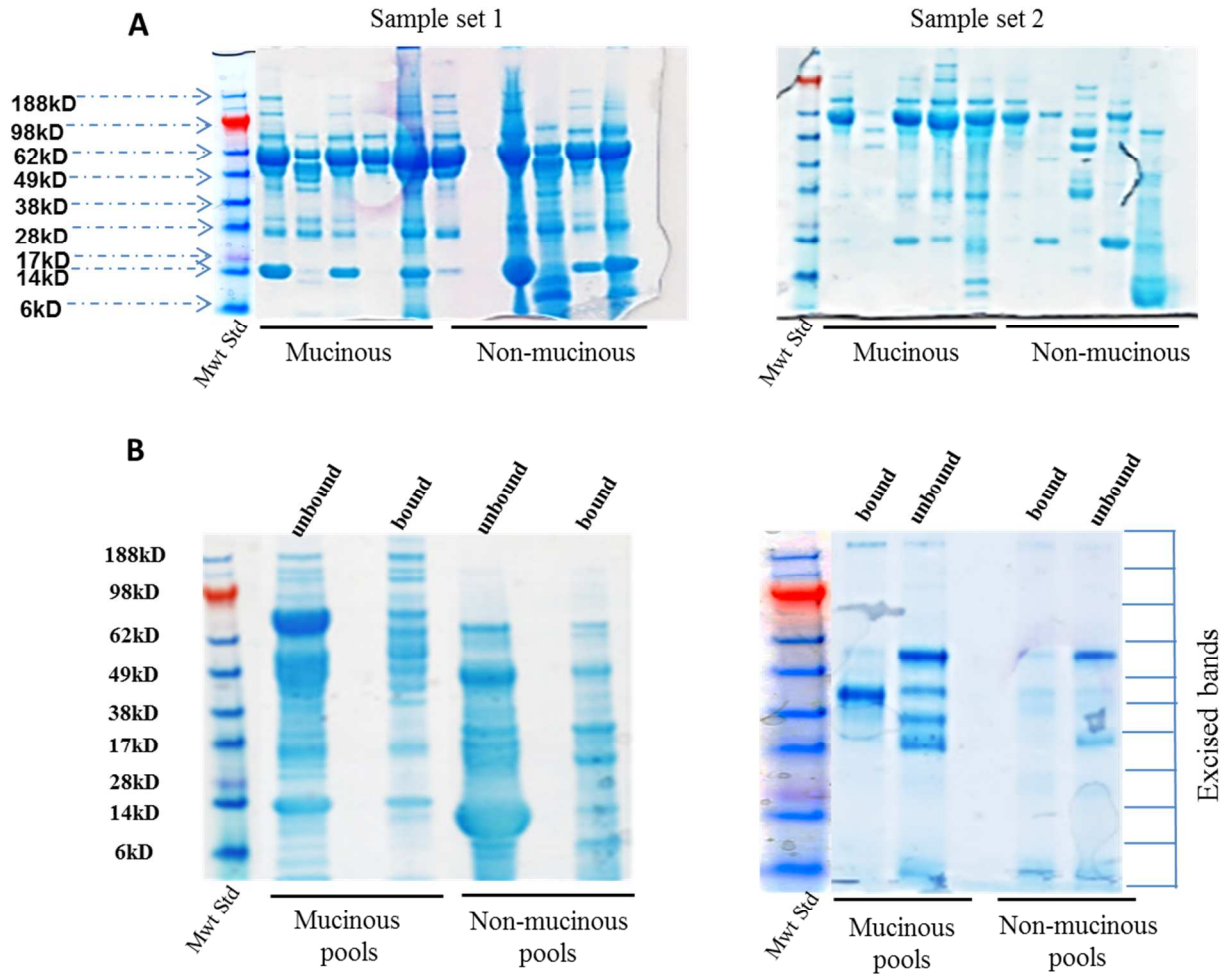 A
Sample set 1
Sample set 2
188kD
98kD
62kD
49kD
38kD
28kD
17kD
14kD
6kD
Mwt Std
Mucinous
Non-mucinous
Mwt Std
Mucinous
Non-mucinous
B
unbound
bound
unbound
bound
bound
unbound
bound
unbound
188kD
98kD
62kD
49kD
38kD
17kD
28kD
14kD
6kD
Excised bands
Mwt Std
Mucinous
pools
Non-mucinous
pools
Mwt Std
Mucinous
pools
Non-mucinous
pools